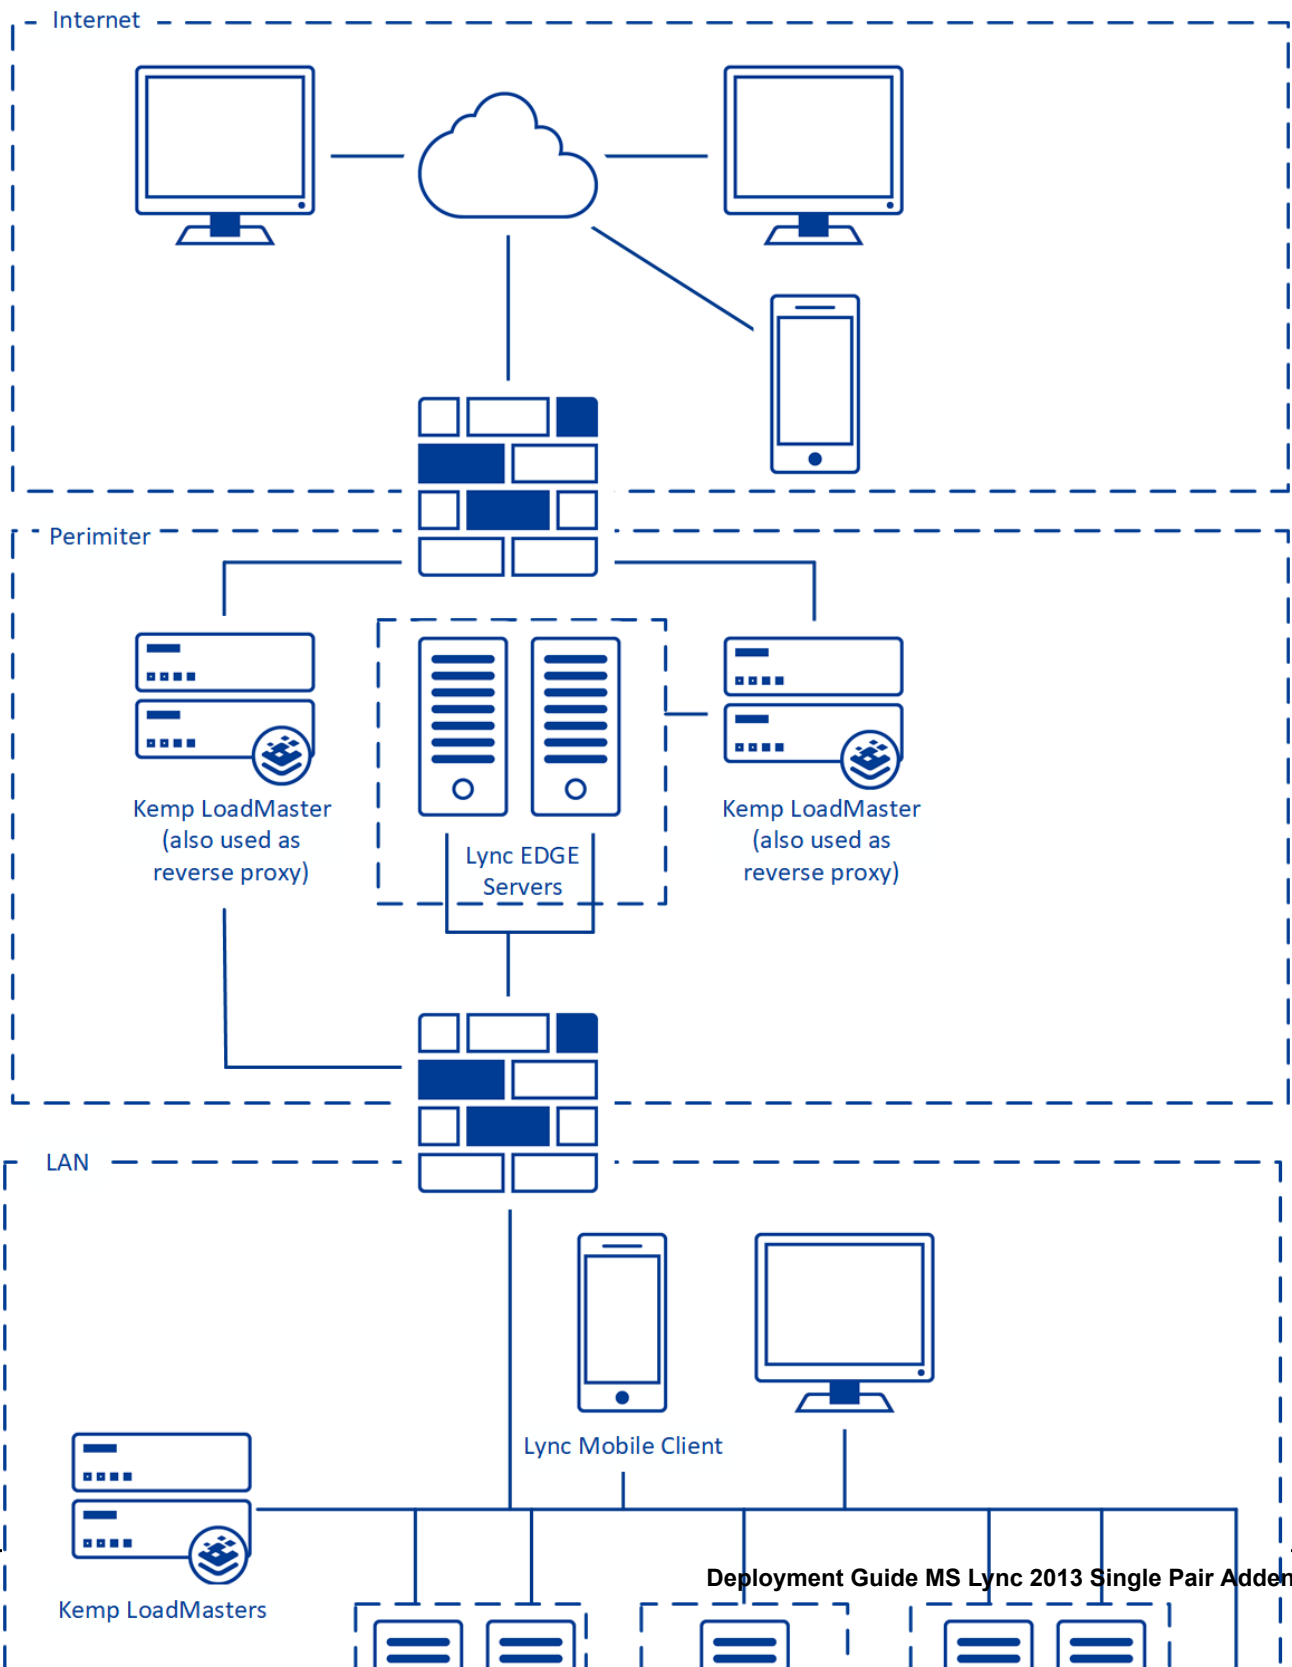 Internet
Perimiter
Kemp LoadMaster
(also used as
reverse proxy)
Lync EDGE
Servers
Kemp LoadMaster
(also used as
reverse proxy)
LAN
Lync Mobile Client
Kemp LoadMasters
Deployment Guide MS Lync 2013 Single Pair